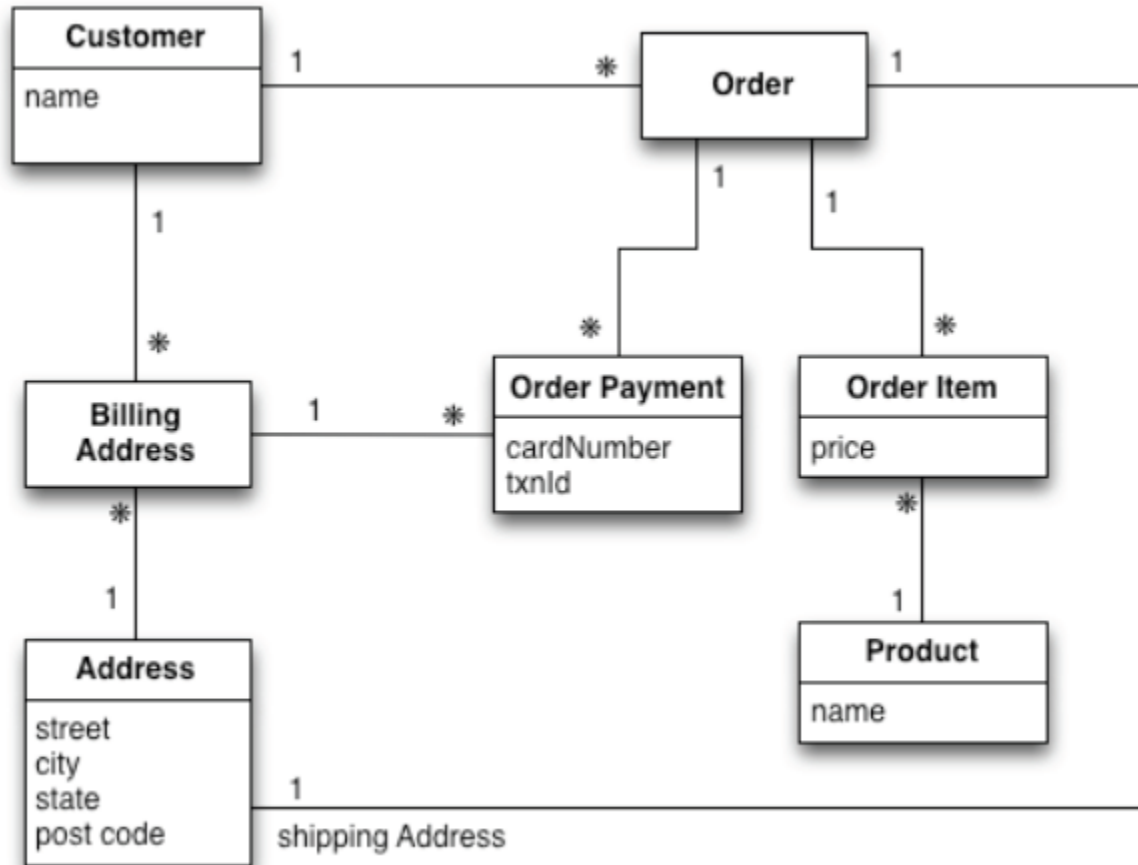 Customer
name
1
*
Order
1
1
1
1
*
*
*
Billing
Address
1
*
Order Payment
cardNumber
txnId
Order Item
price
*
1
*
1
Address
street
city
state
post code
Product
name
1
shipping Address